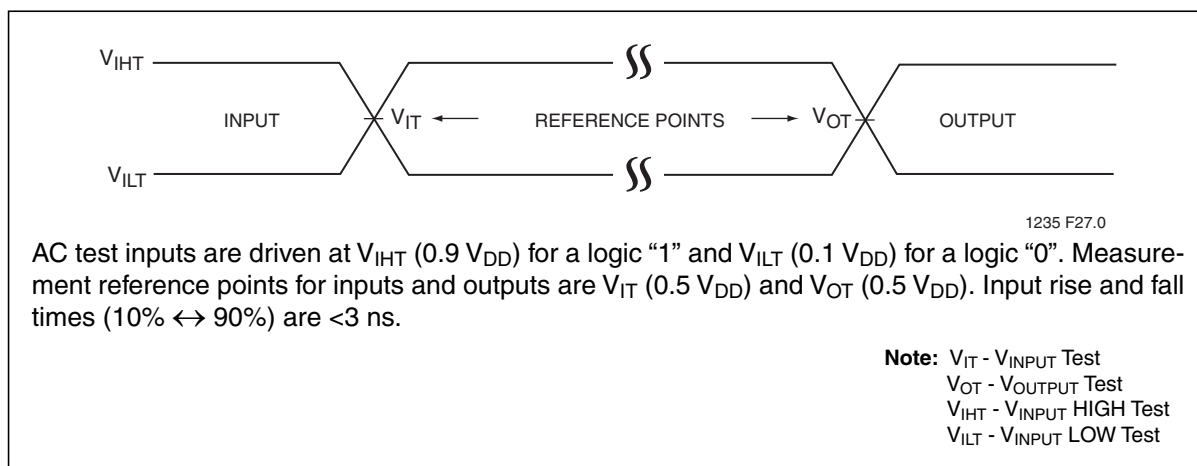 VIHT
INPUT VIT ← REFERENCE POINTS → VOT OUTPUT
VILT
1235 F27.0
AC test inputs are driven at VIHT (0.9 VDD) for a logic “1” and VILT (0.1 VDD) for a logic “0”. Measure-
ment reference points for inputs and outputs are VIT (0.5 VDD) and VOT (0.5 VDD). Input rise and fall
times (10% ↔ 90%) are <3 ns.
Note: VIT - VINPUT Test
VOT - VOUTPUT Test
VIHT - VINPUT HIGH Test
VILT - VINPUT LOW Test